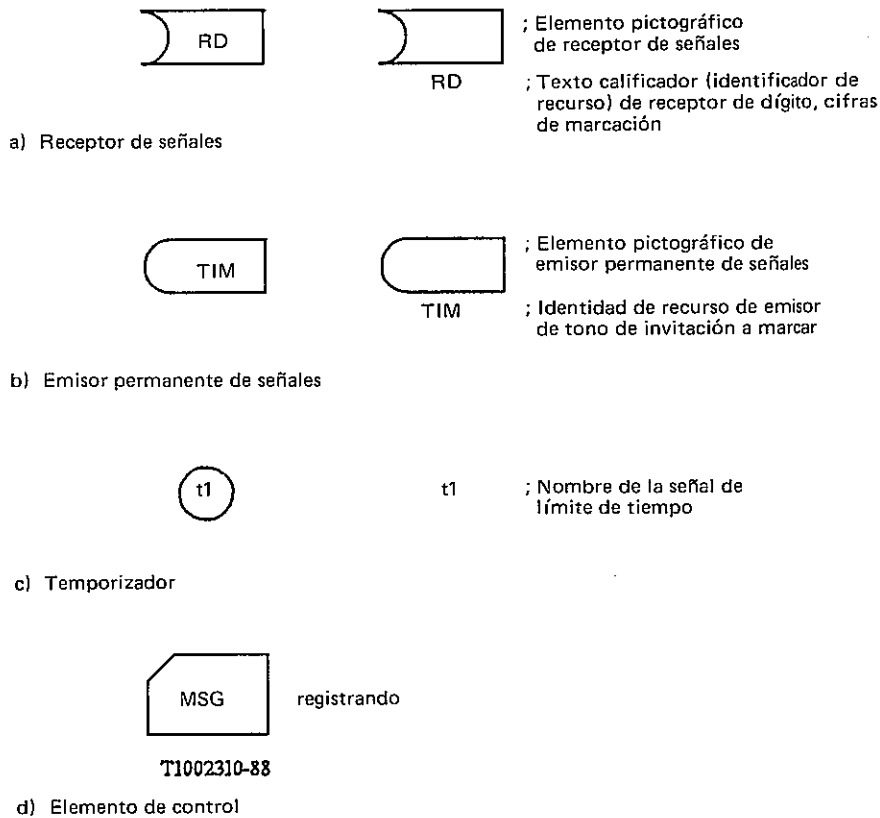 RD
; Elemento pictográfico
de receptor de señales
RD
; Texto calificador (identificador de
recurso) de receptor de dígito, cifras
de marcación
a) Receptor de señales
TIM
; Elemento pictográfico de
emisor permanente de señales
TIM
; Identidad de recurso de emisor
de tono de invitación a marcar
b) Emisor permanente de señales
t1
t1
; Nombre de la señal de
límite de tiempo
c) Temporizador
MSG
registrando
T1002310-88
d) Elemento de control